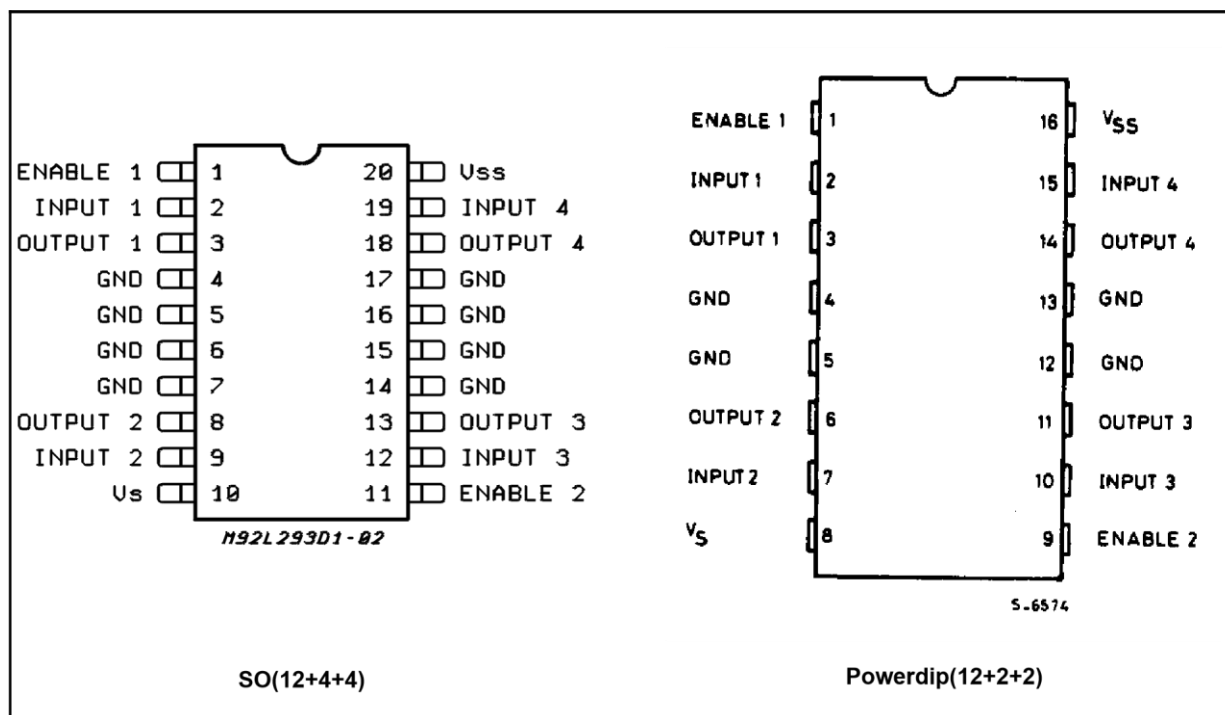 ENABLE 1 1 20 Vss
INPUT 1 2 19 INPUT 4
OUTPUT 1 3 18 OUTPUT 4
GND 4 17 GND
GND 5 16 GND
GND 6 15 GND
GND 7 14 GND
OUTPUT 2 8 13 OUTPUT 3
INPUT 2 9 12 INPUT 3
Vs 10 11 ENABLE 2
M92L293D1-02
SO(12+4+4)
ENABLE 1 1 16 VSS
INPUT 1 2 15 INPUT 4
OUTPUT 1 3 14 OUTPUT 4
GND 4 13 GND
GND 5 12 GND
OUTPUT 2 6 11 OUTPUT 3
INPUT 2 7 10 INPUT 3
VS 8 9 ENABLE 2
S-6574
Powerdip(12+2+2)